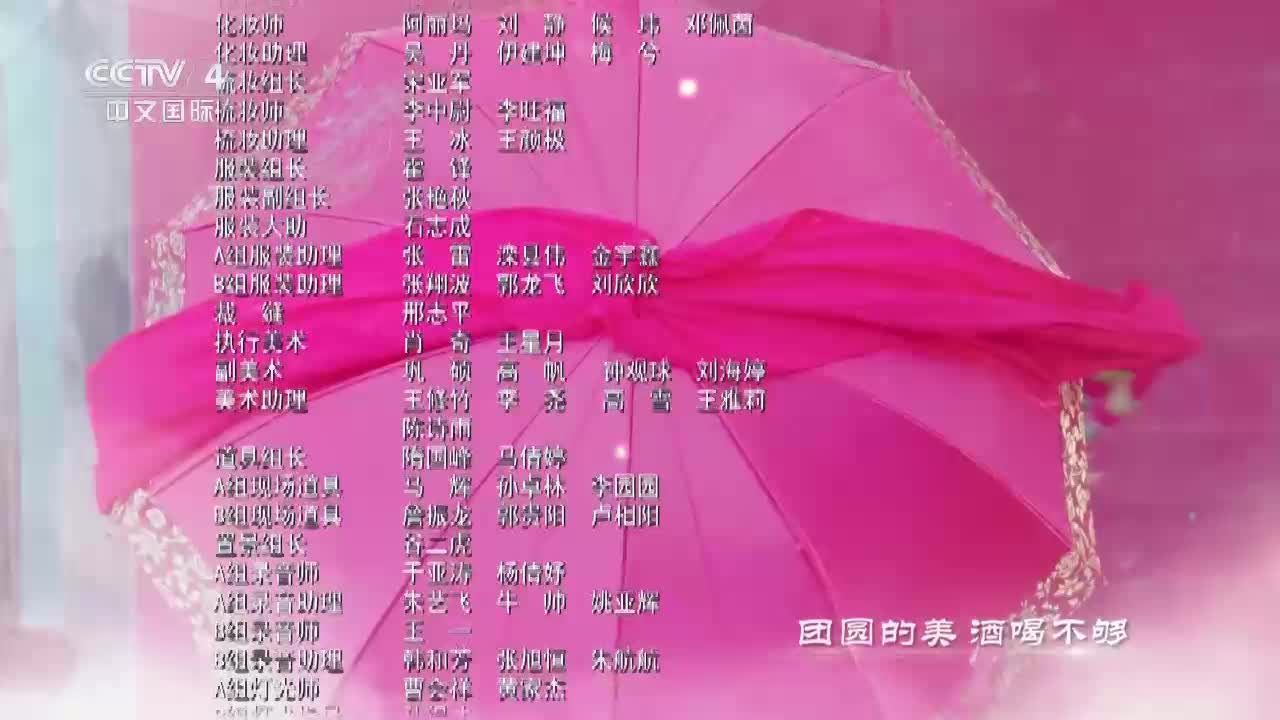 化妆师 阿丽玛 刘 静 候 玮 邓佩茵
化妆助理 吴 丹 伊建坤 梅 兮
CCTV 4
中文国际
梳妆组长 宋亚军
梳妆师 李中尉 李旺福
梳妆助理 王 冰 王颜极
服装组长 霍 锋
服装副组长 张艳秋
服装人助 石志成
A组服装助理 张 雷 滦县伟 金宇鑫
B组服装助理 张翔波 郭龙飞 刘欣欣
裁 缝 邢志平
执行美术 肖 奇 王星月
副美术 巩 硕 高 帆 钟观球 刘海婷
美术助理 王修竹 李 尧 高 雪 王雅莉
陈诗雨
道具组长 隋国峰 马倩婷
A组现场道具 马 辉 孙卓林 李园园
B组现场道具 詹振龙 郭贵阳 卢相阳
置景组长 谷二虎
A组录音师 于亚涛 杨倩妤
A组录音助理 朱艺飞 牛 帅 姚亚辉
B组录音师 王 一
团圆的美 酒喝不够
B组录音助理 韩和芳 张旭恒 朱航航
A组灯光师 曹会祥 黄家杰